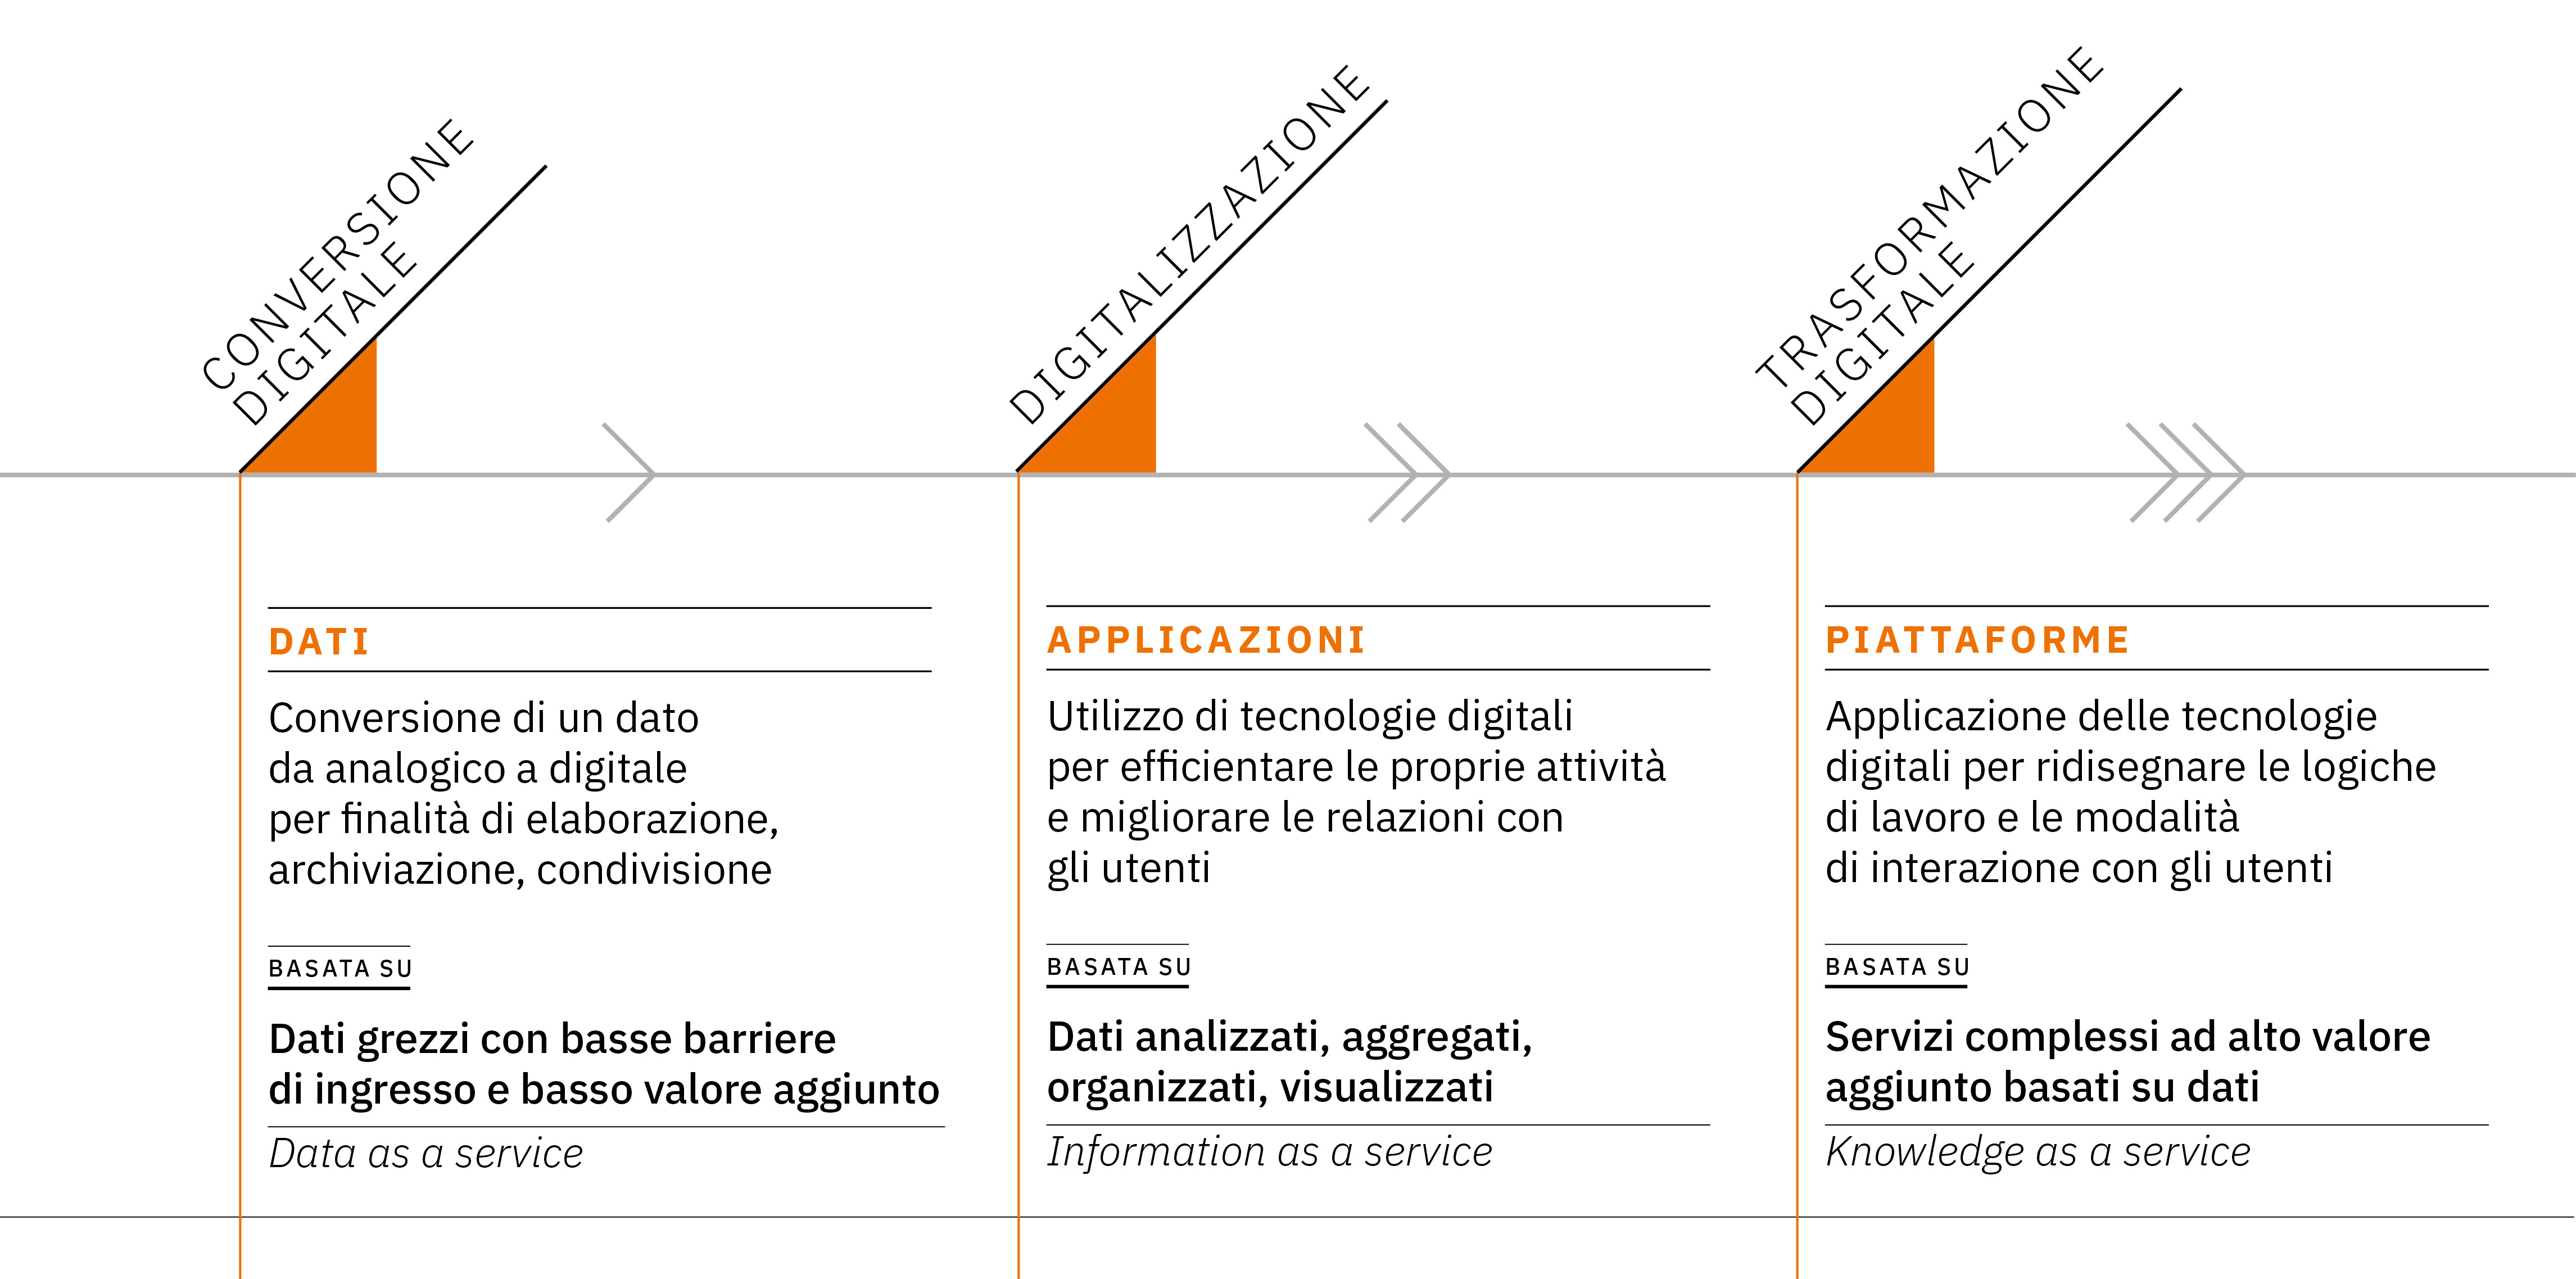 CONVERSIONE
DIGITALE
DIGITALIZZAZIONE
TRASFORMAZIONE
DIGITALE
DATI
Conversione di un dato
da analogico a digitale
per finalità di elaborazione,
archiviazione, condivisione
BASATA SU
Dati grezzi con basse barriere
di ingresso e basso valore aggiunto
Data as a service
APPLICAZIONI
Utilizzo di tecnologie digitali
per efficientare le proprie attività
e migliorare le relazioni con
gli utenti
BASATA SU
Dati analizzati, aggregati,
organizzati, visualizzati
Information as a service
PIATTAFORME
Applicazione delle tecnologie
digitali per ridisegnare le logiche
di lavoro e le modalità
di interazione con gli utenti
BASATA SU
Servizi complessi ad alto valore
aggiunto basati su dati
Knowledge as a service